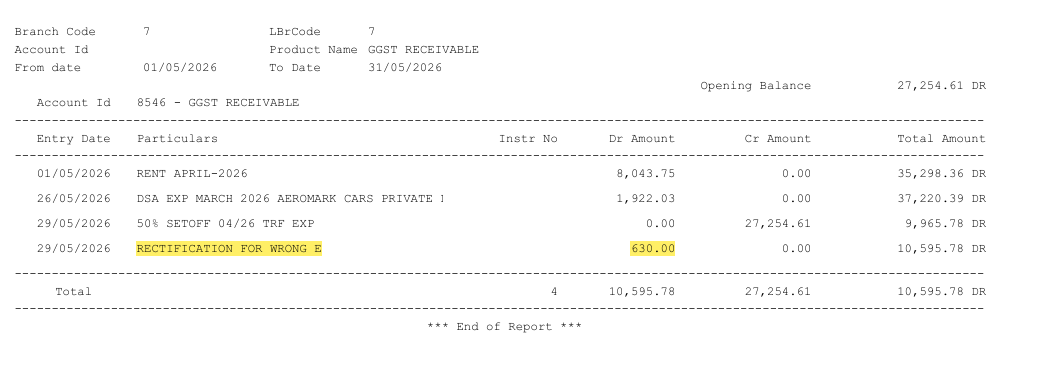 Branch Code 7 LBrCode 7
Account Id Product Name GGST RECEIVABLE
From date 01/05/2026 To Date 31/05/2026
Opening Balance 27,254.61 DR
Account Id 8546 - GGST RECEIVABLE
Entry Date Particulars Instr No Dr Amount Cr Amount Total Amount
01/05/2026 RENT APRIL-2026 8,043.75 0.00 35,298.36 DR
26/05/2026 DSA EXP MARCH 2026 AEROMARK CARS PRIVATE 1,922.03 0.00 37,220.39 DR
29/05/2026 50% SETOFF 04/26 TRF EXP 0.00 27,254.61 9,965.78 DR
29/05/2026 RECTIFICATION FOR WRONG E 630.00 0.00 10,595.78 DR
Total 4 10,595.78 27,254.61 10,595.78 DR
*** End of Report ***